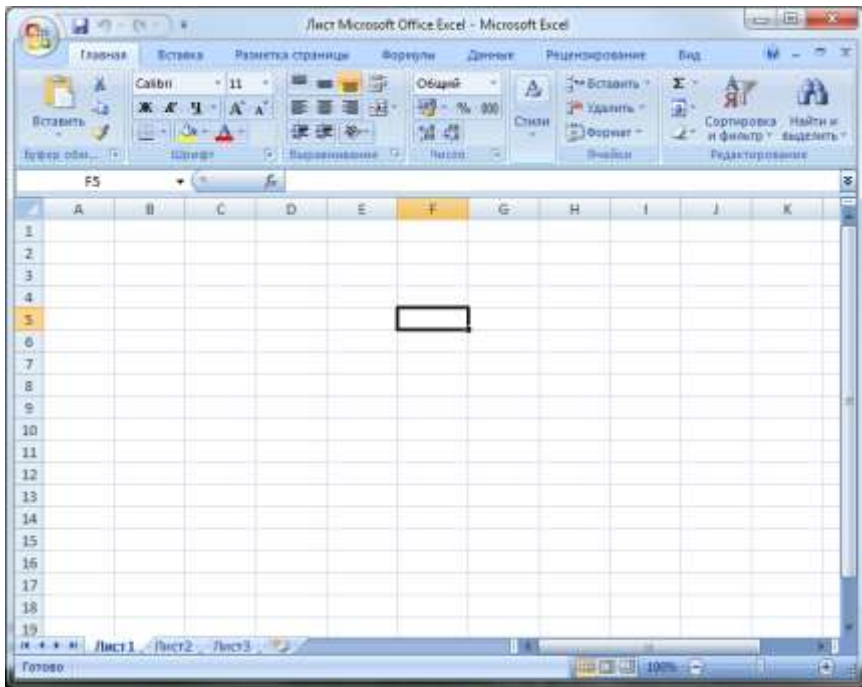 Лист Microsoft Office Excel - Microsoft Excel
Главная Вставка Разметка страницы Формулы Данные Рецензирование Вид
Calibri 11 Общий Σ А Я
Ж К Ч А А % 000 Вставить
Вставить Стили Удалить Сортировка Найти и
А Формат и фильтр выделить
Буфер обм... Шрифт Выравнивание Число Ячейки Редактирование
F5 fx
A B C D E F G H I J K
1
2
3
4
5
6
7
8
9
10
11
12
13
14
15
16
17
18
19
Лист1 Лист2 Лист3
Готово 100%